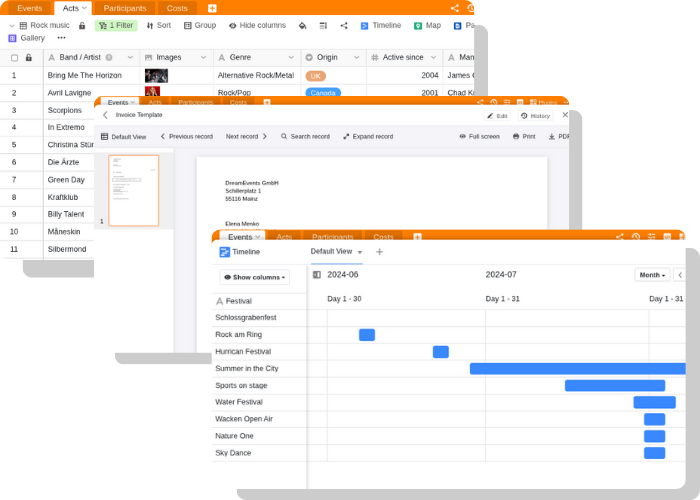 Events Acts Participants Costs
Rock music 1 Filter Sort Group Hide columns Timeline Map Pa
Gallery
Band / Artist Images Genre Origin Active since Man
1 Bring Me The Horizon Alternative Rock/Metal UK 2004 James
2 Avril Lavigne Rock/Pop Canada 2001 Chad
3 Scorpions
4 In Extremo
5 Christina Stür
6 Die Ärzte
7 Green Day
8 Kraftklub
9 Billy Talent
10 Måneskin
11 Silbermond
Events Acts Participants Costs Plugins
Invoice Template Edit History
Default View Previous record Next record Search record Expand record Full screen Print PDF
1
DreamEvents GmbH
Schillerplatz 1
55116 Mainz
Elena Menko
Events Acts Participants Costs
Timeline Default View
Show columns 2024-06 2024-07 Month
Festival Day 1 - 30 Day 1 - 31 Day 1 - 31
Schlossgrabenfest
Rock am Ring
Hurrican Festival
Summer in the City
Sports on stage
Water Festival
Wacken Open Air
Nature One
Sky Dance